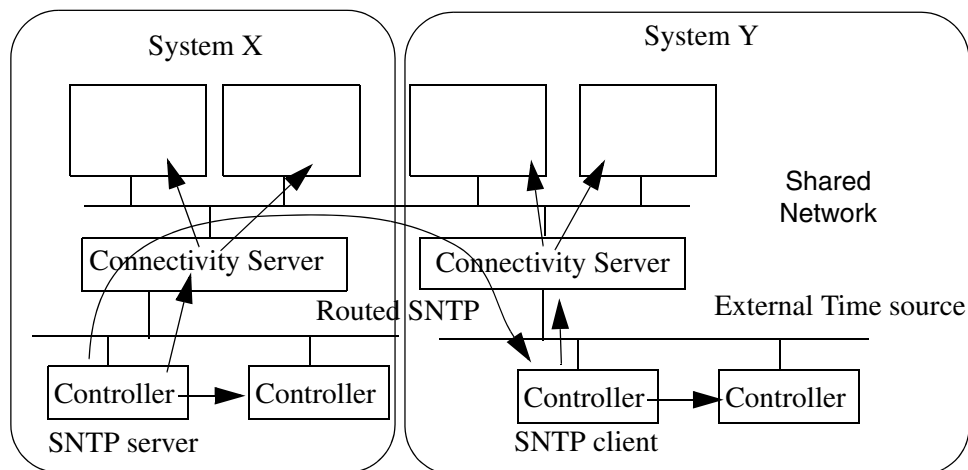 System X
System Y
Shared
Network
Connectivity Server
Connectivity Server
Routed SNTP
External Time source
Controller
Controller
Controller
Controller
SNTP server
SNTP client